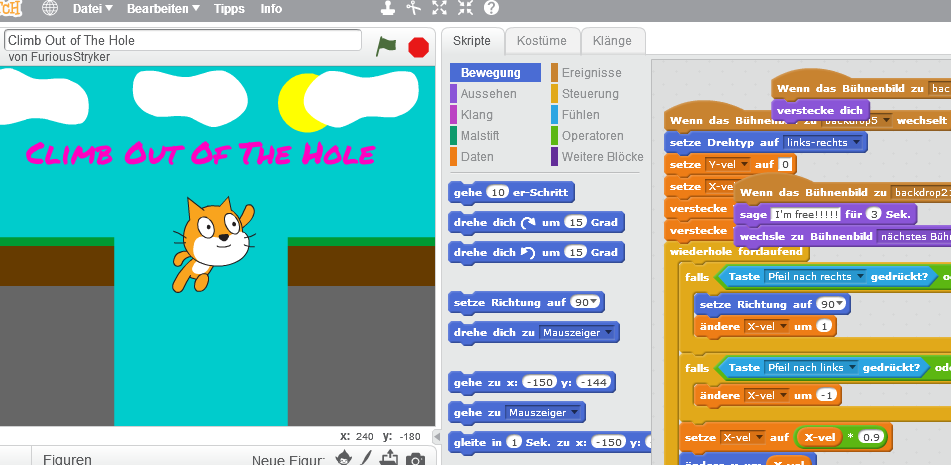 Datei Bearbeiten Tipps Info
Climb Out of The Hole
von FuriousStryker
Climb Out Of The Hole
x: 240 y: -180
Figuren Neue Figur:
Skripte Kostüme Klänge
Bewegung Ereignisse
Aussehen Steuerung
Klang Fühlen
Malstift Operatoren
Daten Weitere Blöcke
gehe 10 er-Schritt
drehe dich um 15 Grad
drehe dich um 15 Grad
setze Richtung auf 90
drehe dich zu Mauszeiger
gehe zu x: -150 y: -144
gehe zu Mauszeiger
gleite in 1 Sek. zu x: -150 y:
Wenn das Bühnenbild zu bac
verstecke dich
Wenn das Bühnen zu backdrop5 wechselt
setze Drehtyp auf links-rechts
setze Y-vel auf 0
setze X-ve
Wenn das Bühnenbild zu backdrop21
verstecke
sage I'm free!!!!! für 3 Sek.
verstecke
wechsle zu Bühnenbild nächstes Büh
wiederhole fortlaufend
falls Taste Pfeil nach rechts gedrückt? od
setze Richtung auf 90
ändere X-vel um 1
falls Taste Pfeil nach links gedrückt? ode
ändere X-vel um -1
setze X-vel auf X-vel * 0.9